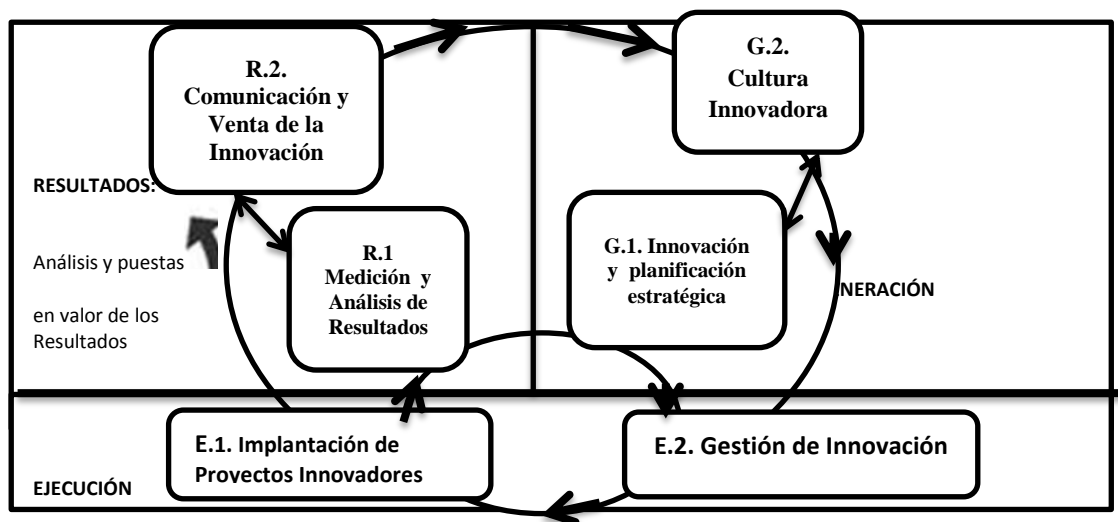 R.2.
Comunicación y
Venta de la
Innovación
G.2.
Cultura
Innovadora
RESULTADOS:
Análisis y puestas
en valor de los
Resultados
R.1
Medición y
Análisis de
Resultados
G.1. Innovación
y planificación
estratégica
NERACIÓN
E.1. Implantación de
Proyectos Innovadores
E.2. Gestión de Innovación
EJECUCIÓN